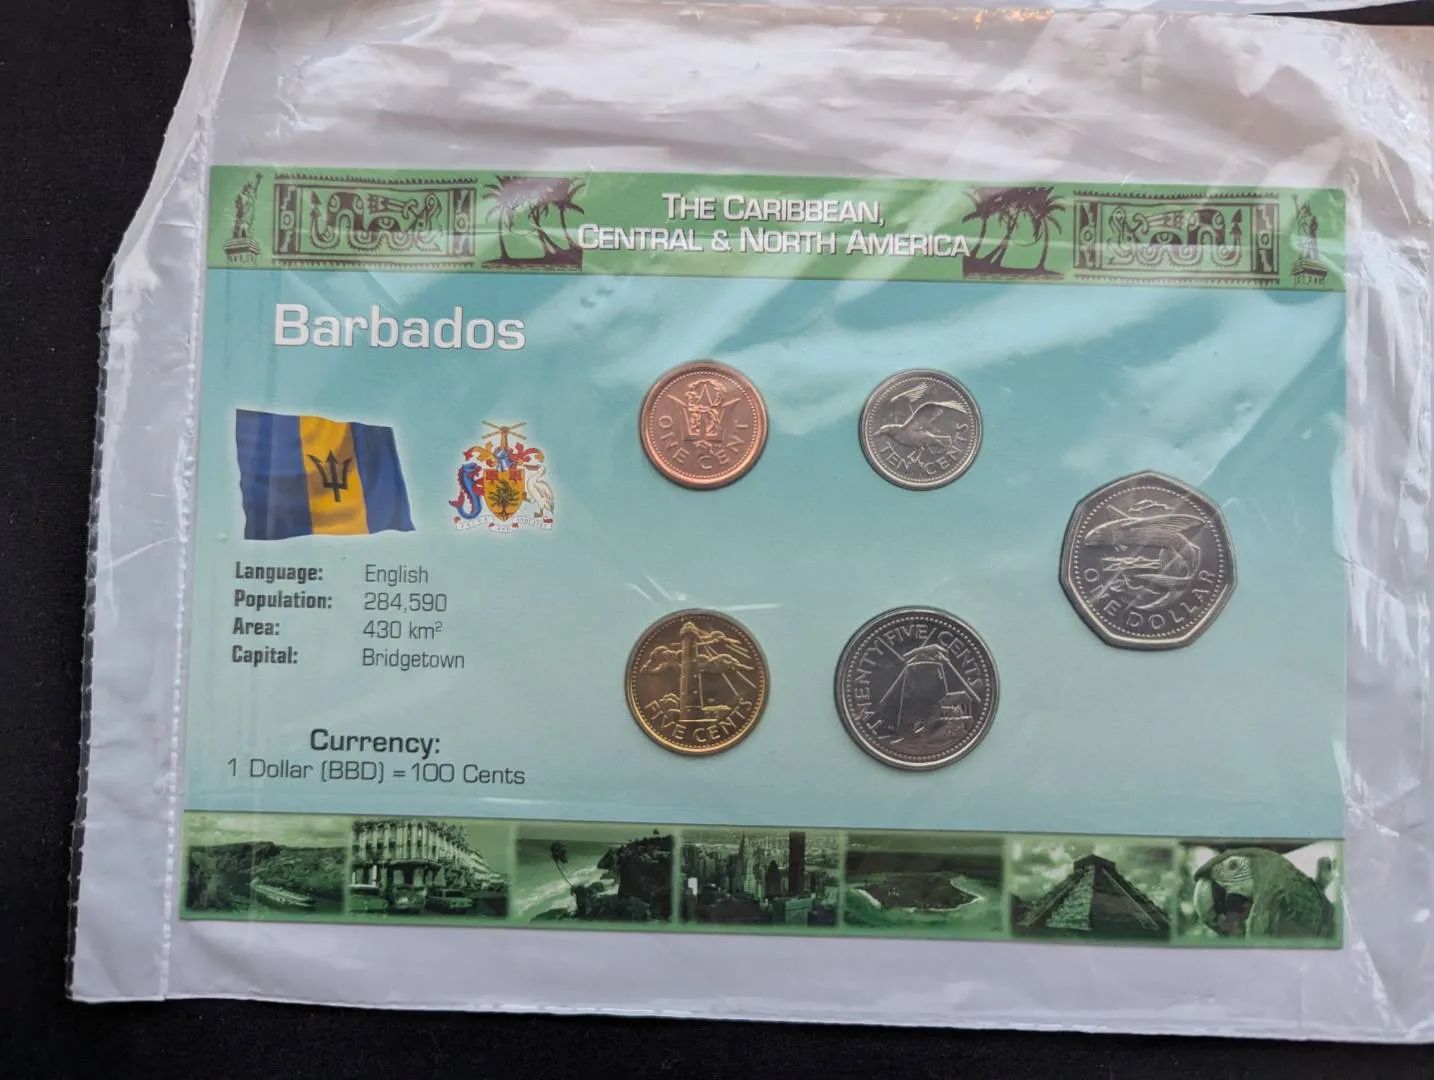 THE CARIBBEAN,
CENTRAL & NORTH AMERICA
Barbados
Language: English
Population: 284,590
Area: 430 km²
Capital: Bridgetown
Currency:
1 Dollar (BBD) = 100 Cents
ONE CENT
TEN CENTS
ONE DOLLAR
FIVE CENTS
TWENTY FIVE CENTS